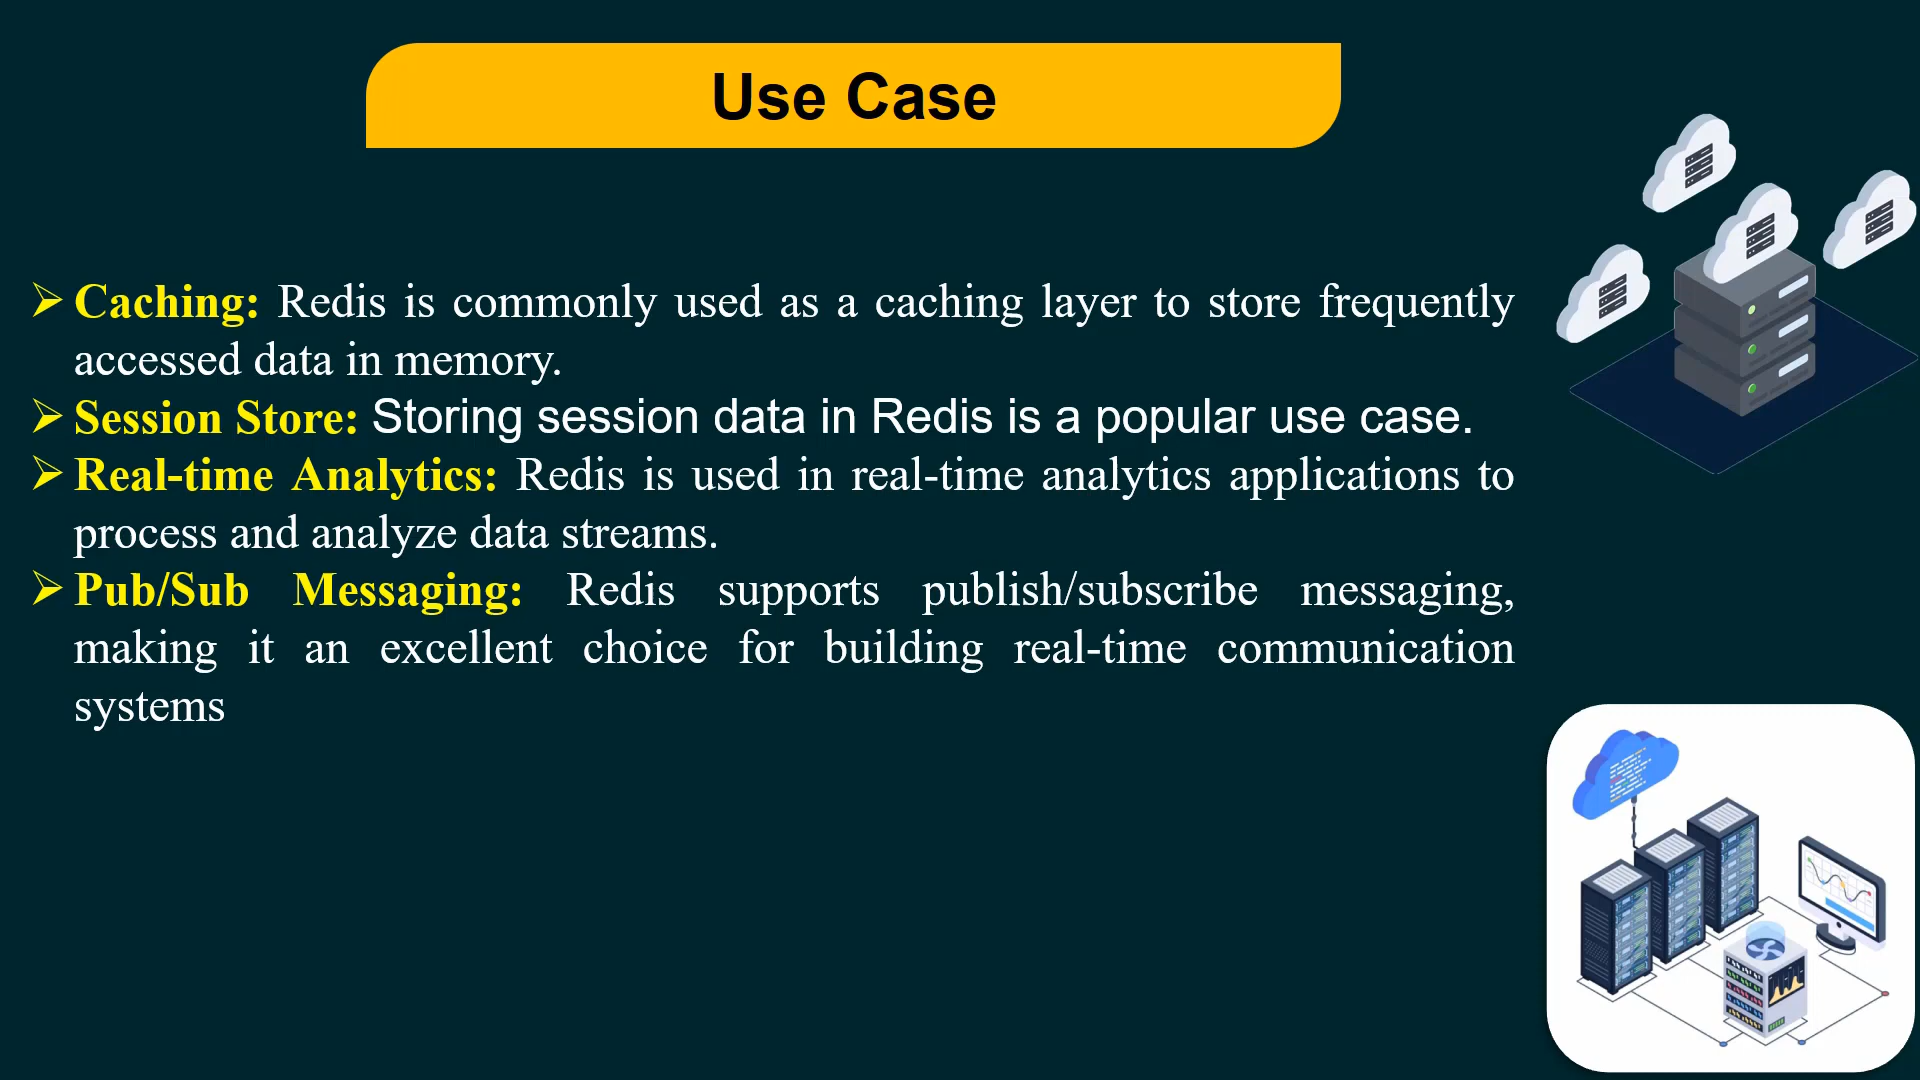 Use Case
➢ Caching: Redis is commonly used as a caching layer to store frequently
accessed data in memory.
➢ Session Store: Storing session data in Redis is a popular use case.
➢ Real-time Analytics: Redis is used in real-time analytics applications to
process and analyze data streams.
➢ Pub/Sub Messaging: Redis supports publish/subscribe messaging,
making it an excellent choice for building real-time communication
systems